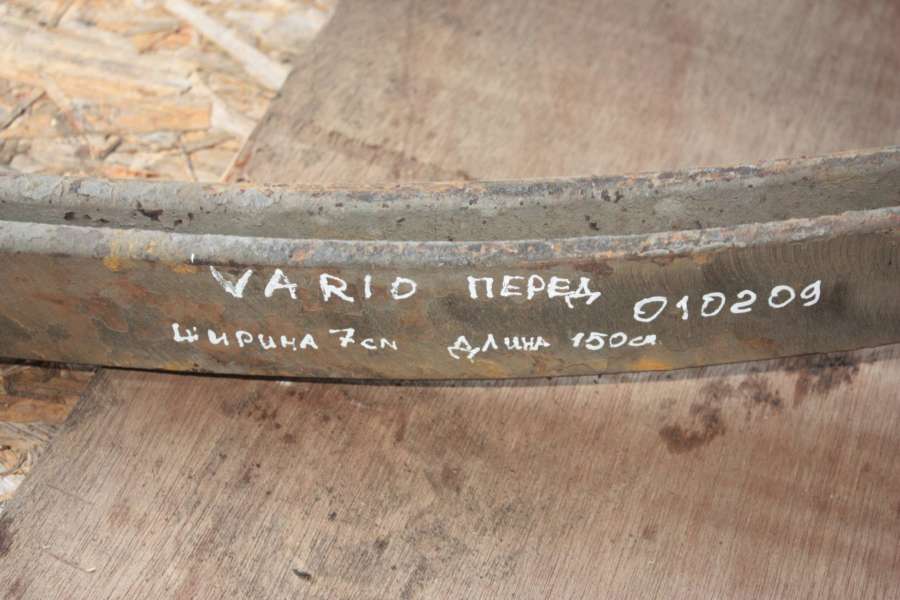 VARIO ПЕРЕД 010209
ШИРИНА 7см ДЛИНА 150см